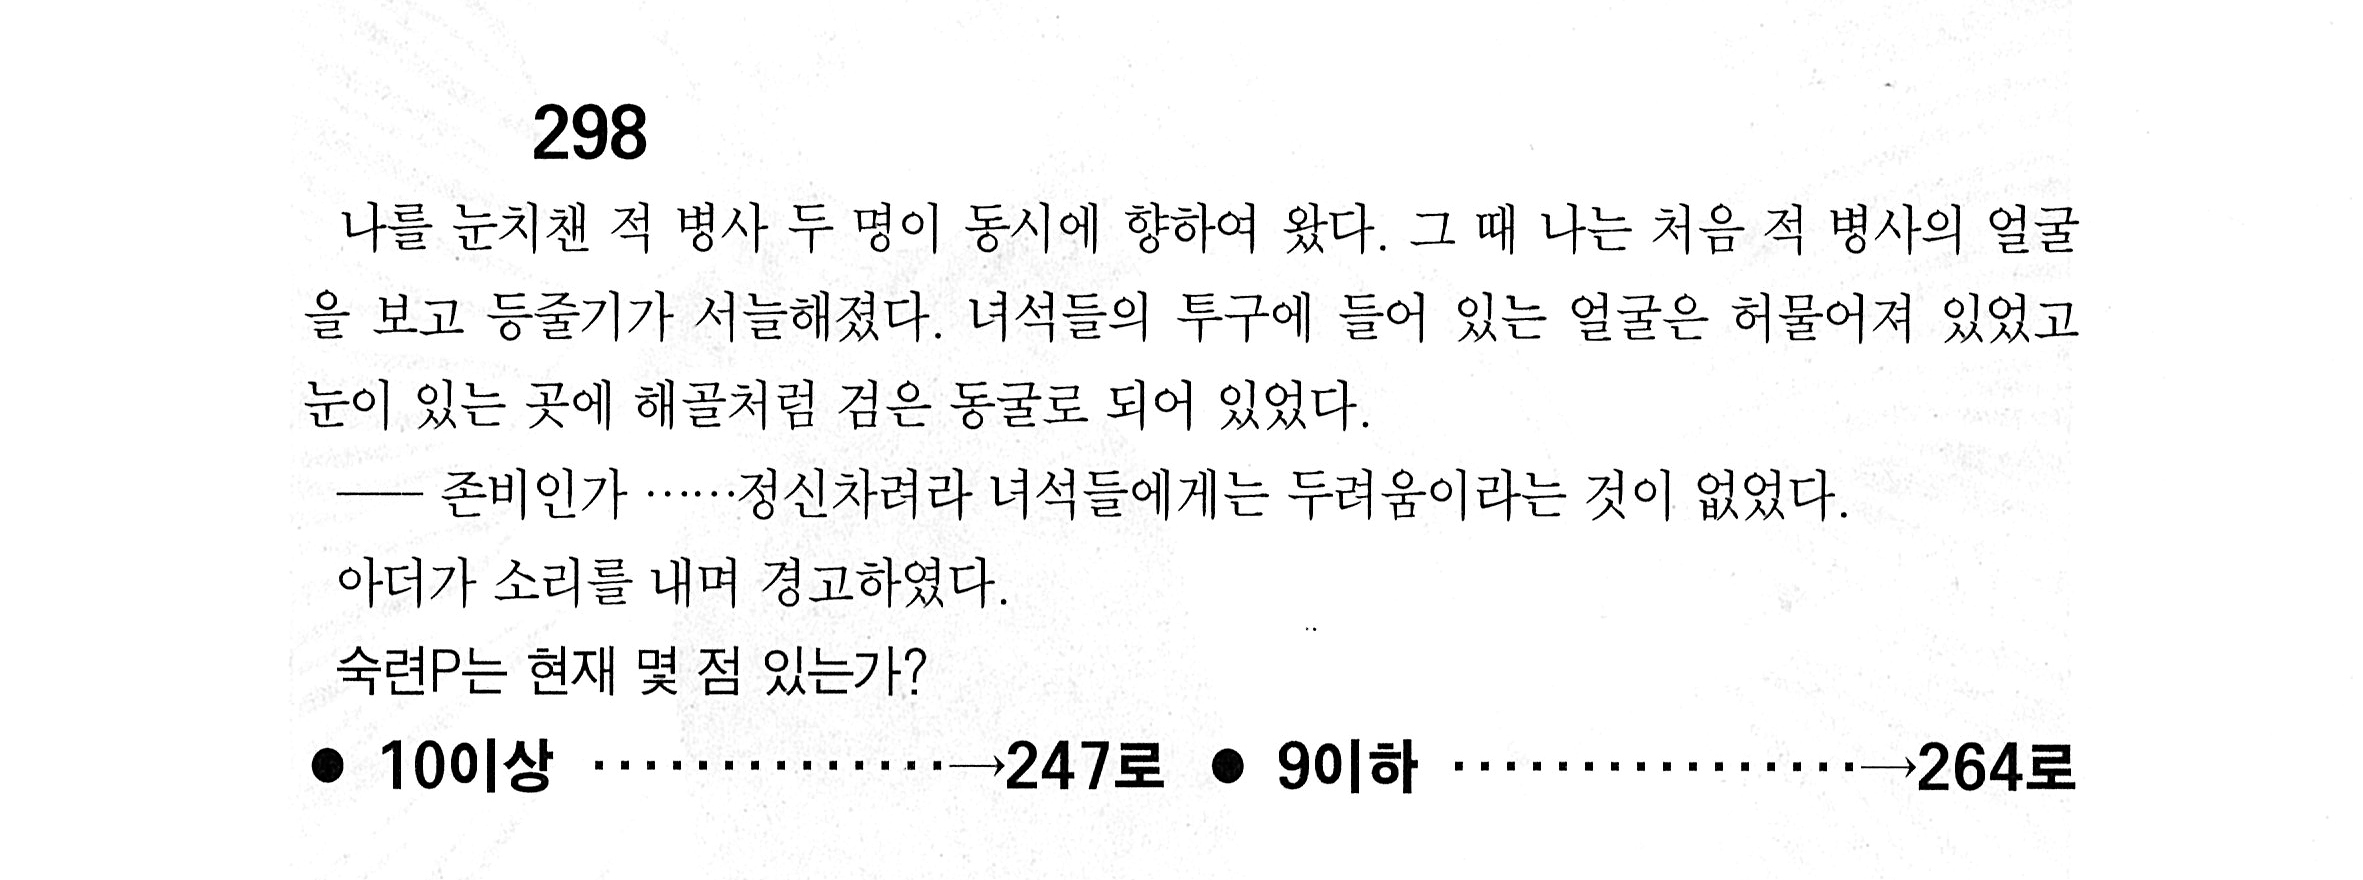 298
나를 눈치챈 적 병사 두 명이 동시에 향하여 왔다. 그 때 나는 처음 적 병사의 얼굴
을 보고 등줄기가 서늘해졌다. 녀석들의 투구에 들어 있는 얼굴은 허물어져 있었고
눈이 있는 곳에 해골처럼 검은 동굴로 되어 있었다.
── 존비인가 ……정신차려라 녀석들에게는 두려움이라는 것이 없었다.
아더가 소리를 내며 경고하였다.
숙련P는 현재 몇 점 있는가?
● 10이상 ··············→247로 ● 9이하 ················→264로